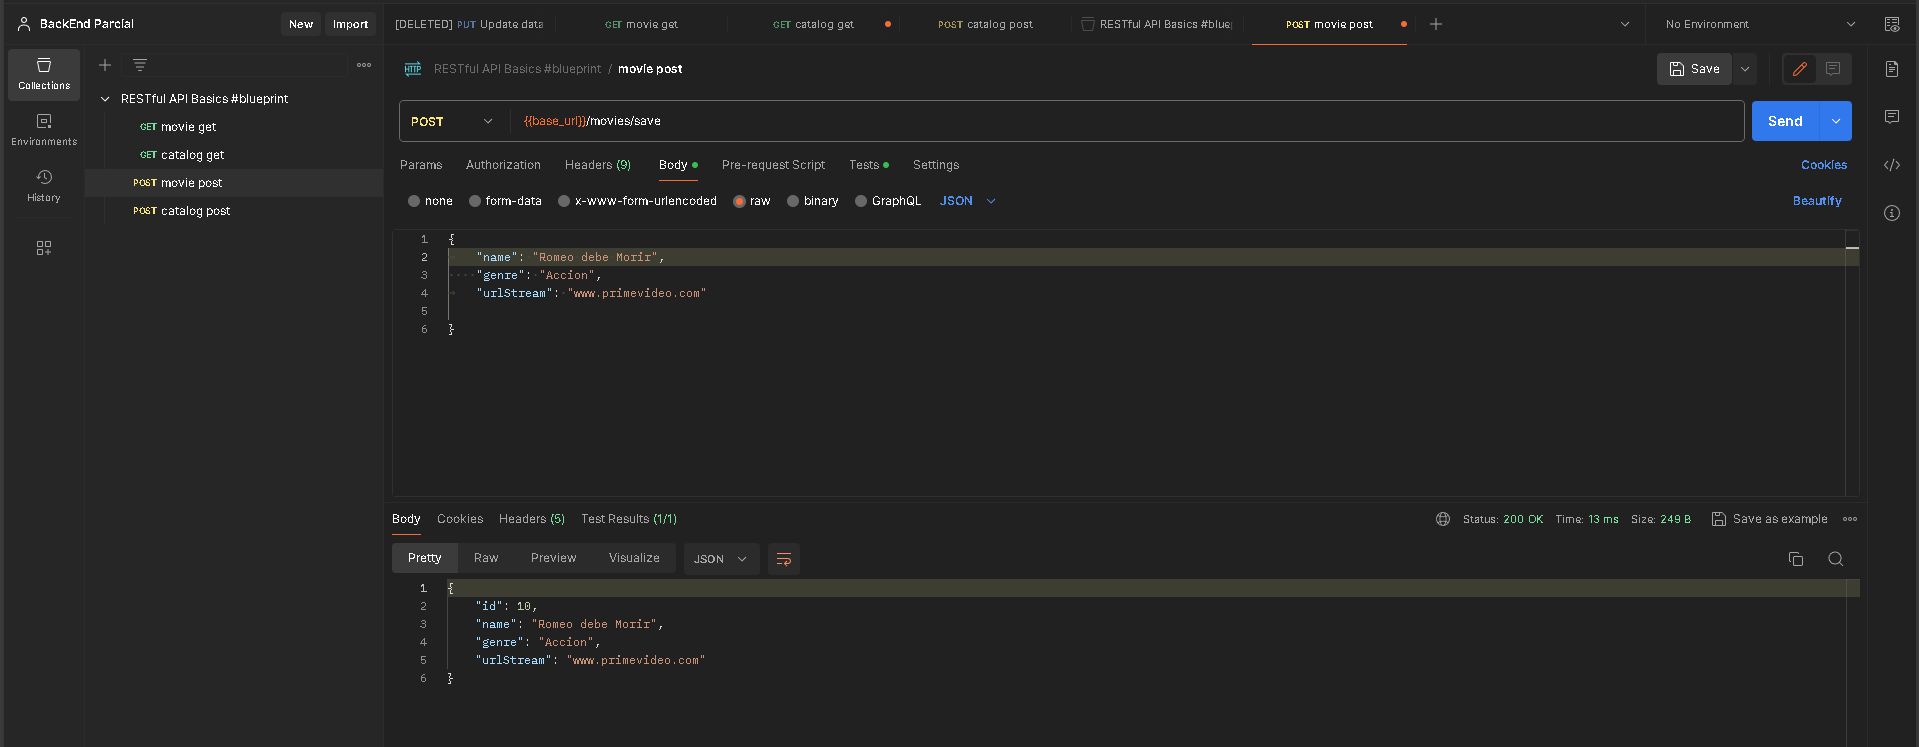 BackEnd Parcial
New
Import
[DELETED] PUT Update data
GET movie get
GET catalog get
POST catalog post
RESTful API Basics #blue
POST movie post
No Environment
Collections
Environments
History
RESTful API Basics #blueprint
GET movie get
GET catalog get
POST movie post
POST catalog post
HTTP
RESTful API Basics #blueprint / movie post
Save
POST
{{base_url}}/movies/save
Send
Params
Authorization
Headers (9)
Body
Pre-request Script
Tests
Settings
Cookies
none
form-data
x-www-form-urlencoded
raw
binary
GraphQL
JSON
Beautify
1 {
2 "name": "Romeo debe Morir",
3 "genre": "Accion",
4 "urlStream": "www.primevideo.com"
5
6 }
Body
Cookies
Headers (5)
Test Results (1/1)
Status: 200 OK
Time: 13 ms
Size: 249 B
Save as example
Pretty
Raw
Preview
Visualize
JSON
1 {
2 "id": 10,
3 "name": "Romeo debe Morir",
4 "genre": "Accion",
5 "urlStream": "www.primevideo.com"
6 }